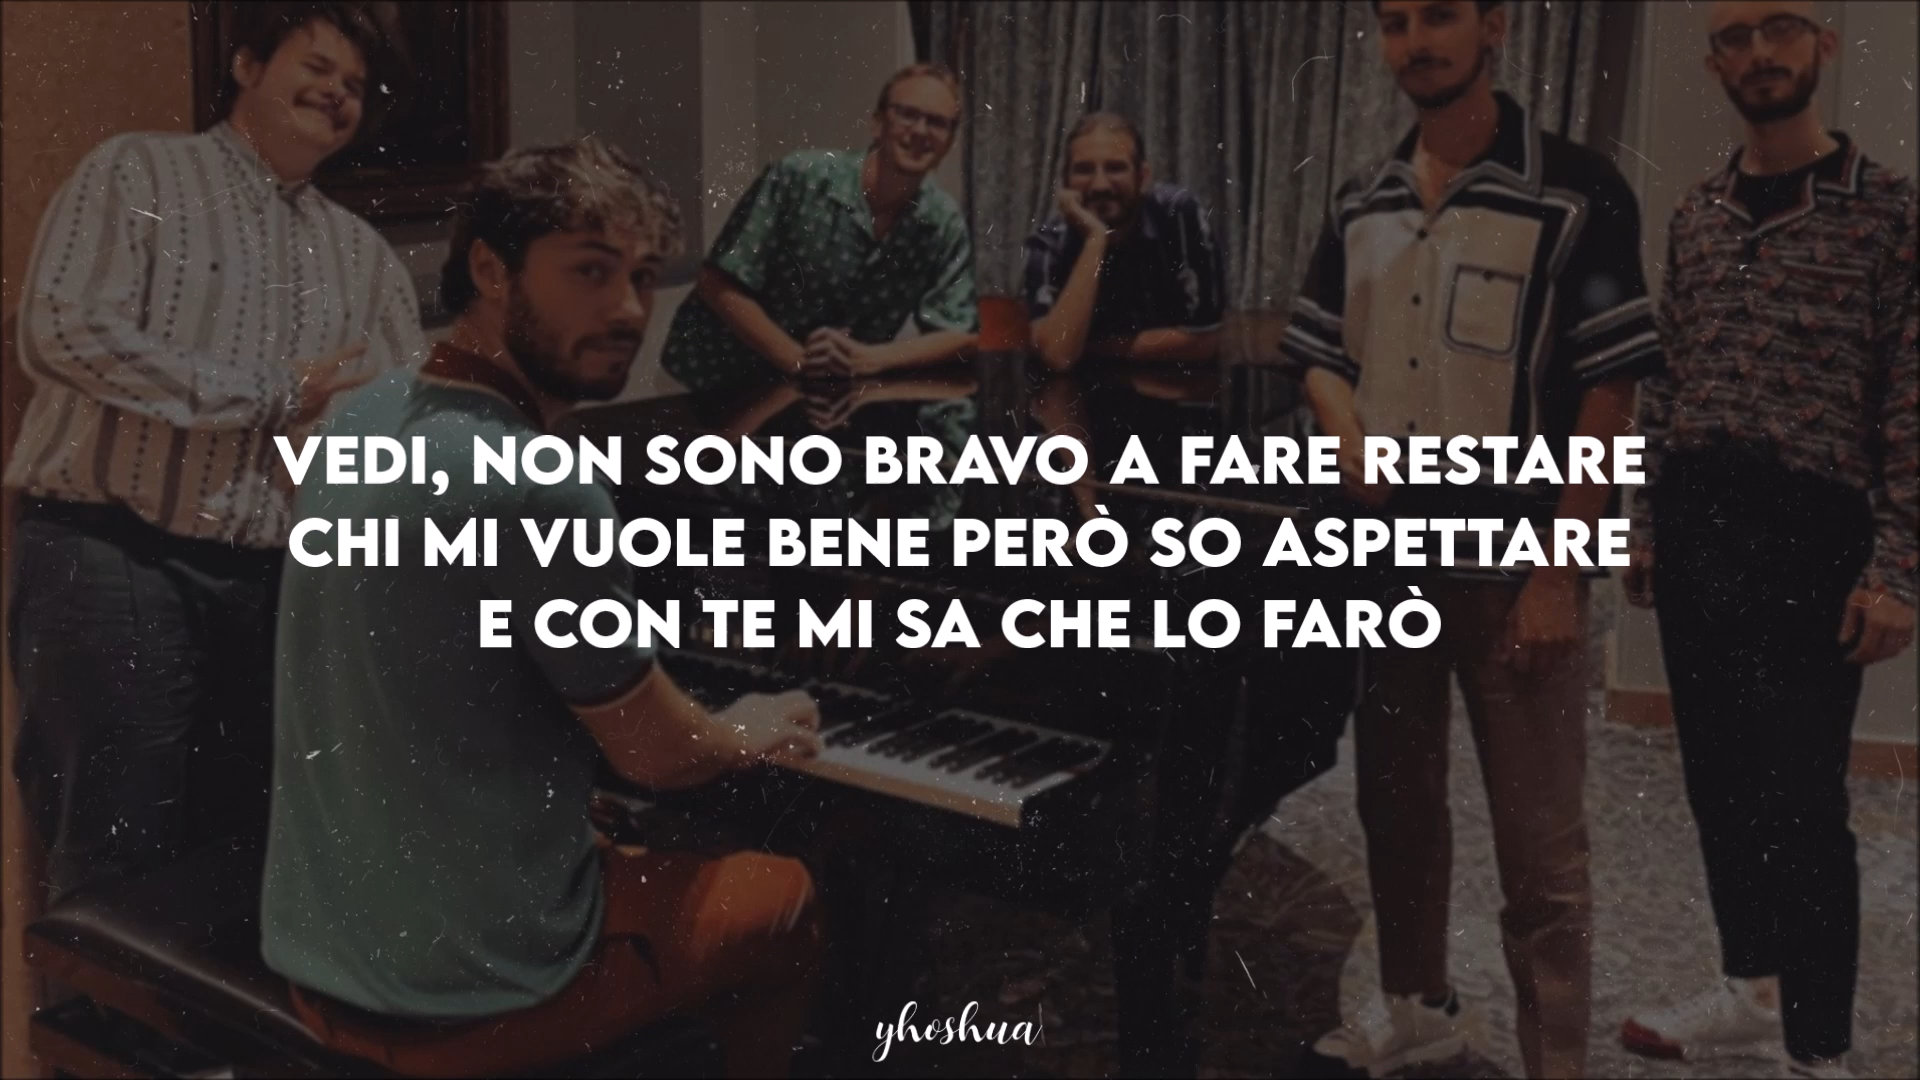 VEDI, NON SONO BRAVO A FARE RESTARE
CHI MI VUOLE BENE PERÒ SO ASPETTARE
E CON TE MI SA CHE LO FARÒ
yhoshua